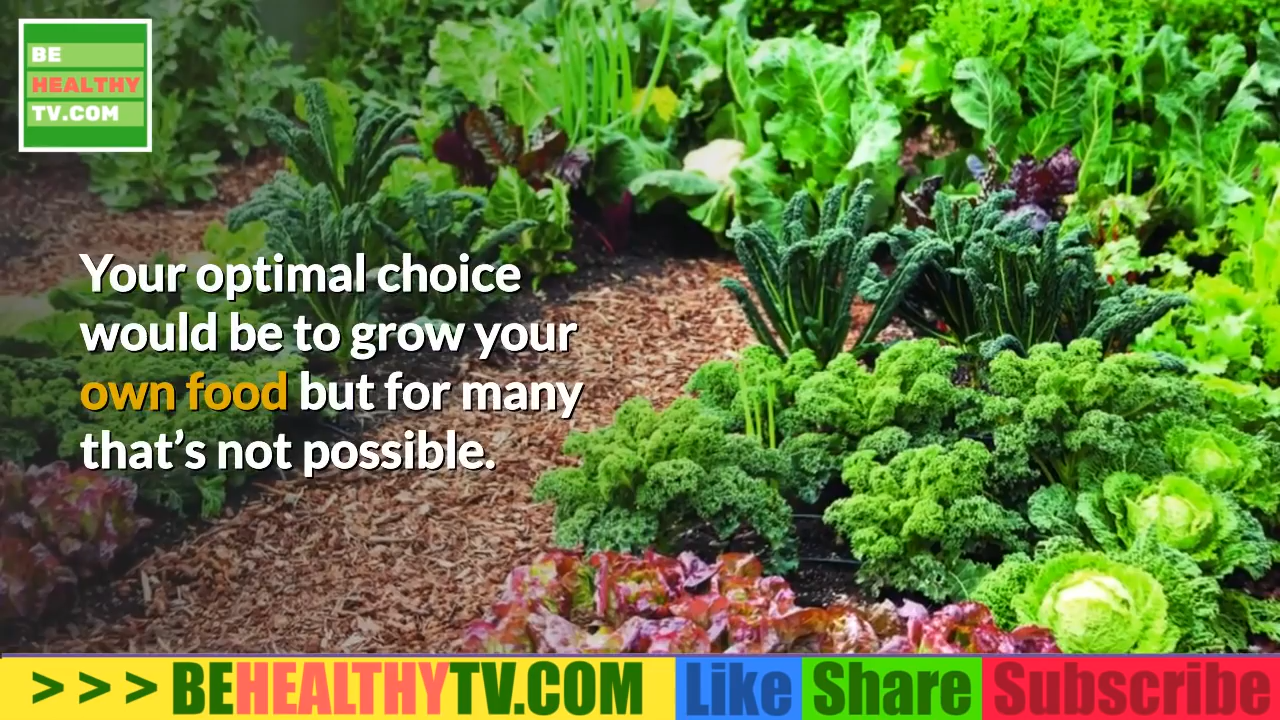 BE
HEALTHY
TV.COM
Your optimal choice
would be to grow your
own food but for many
that’s not possible.
> > > BEHEALTHYTV.COM Like Share Subscribe